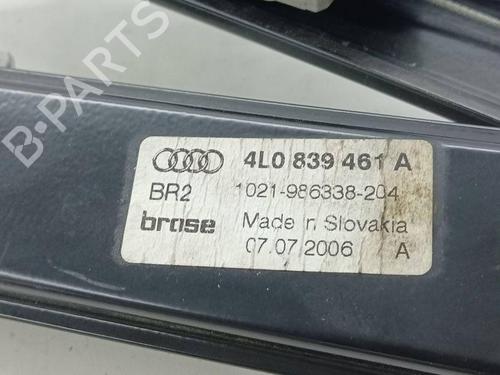 4L0 839 461 A
BR2 1021-986338-204
brose Made in Slovakia
07.07.2006 A
B-PARTS